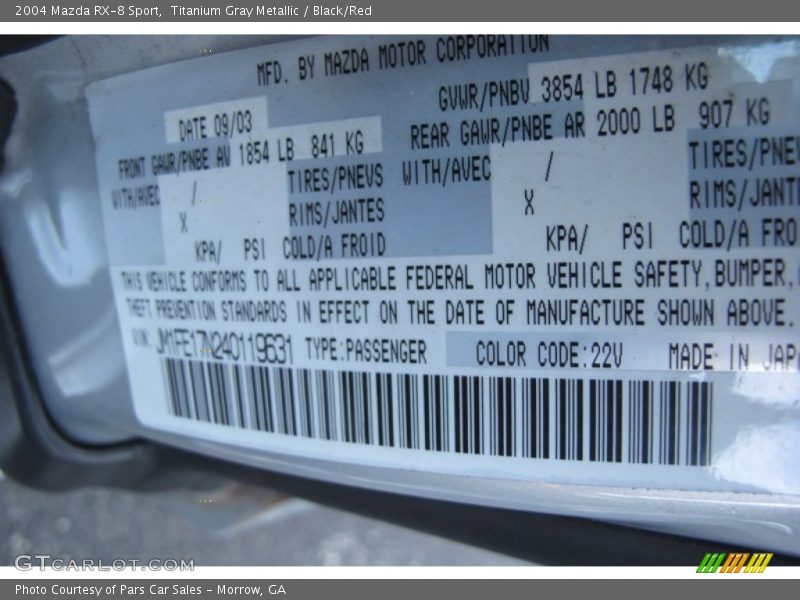 2004 Mazda RX-8 Sport,  Titanium Gray Metallic / Black/Red
MFD. BY MAZDA MOTOR CORPORATION
DATE 09/03
GVWR/PNBV 3854 LB 1748 KG
FRONT GAWR/PNBE AV 1854 LB 841 KG
REAR GAWR/PNBE AR 2000 LB 907 KG
WITH/AVEC / TIRES/PNEUS WITH/AVEC / TIRES/PNEU
X RIMS/JANTES X RIMS/JANTE
KPA/ PSI COLD/A FROID KPA/ PSI COLD/A FRO
THIS VEHICLE CONFORMS TO ALL APPLICABLE FEDERAL MOTOR VEHICLE SAFETY, BUMPER,
THEFT PREVENTION STANDARDS IN EFFECT ON THE DATE OF MANUFACTURE SHOWN ABOVE.
VIN: JM1FE17N240119631 TYPE:PASSENGER COLOR CODE:22V MADE IN JAP
GTCARLOT.COM
Photo Courtesy of Pars Car Sales - Morrow, GA